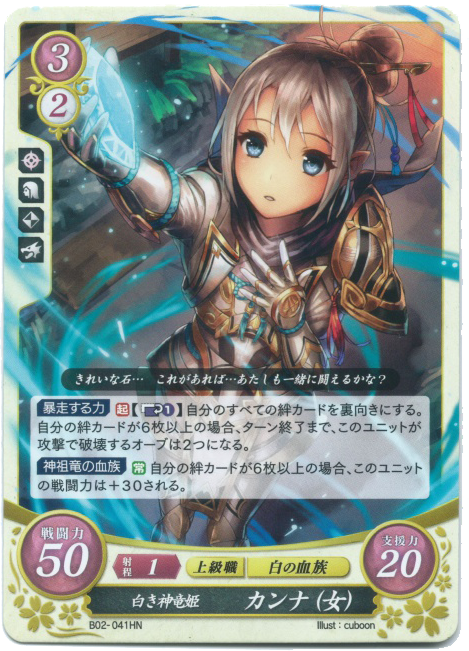 3
2
きれいな石… これがあれば…あたしも一緒に闘えるかな?
暴走する力 起【1】自分のすべての絆カードを裏向きにする。
自分の絆カードが6枚以上の場合、ターン終了まで、このユニットが
攻撃で破壊するオーブは2つになる。
神祖竜の血族 常 自分の絆カードが6枚以上の場合、このユニット
の戦闘力は+30される。
戦闘力
50
射程 1
上級職
白の血族
支援力
20
白き神竜姫 カンナ(女)
B02-041HN
Illust : cuboon